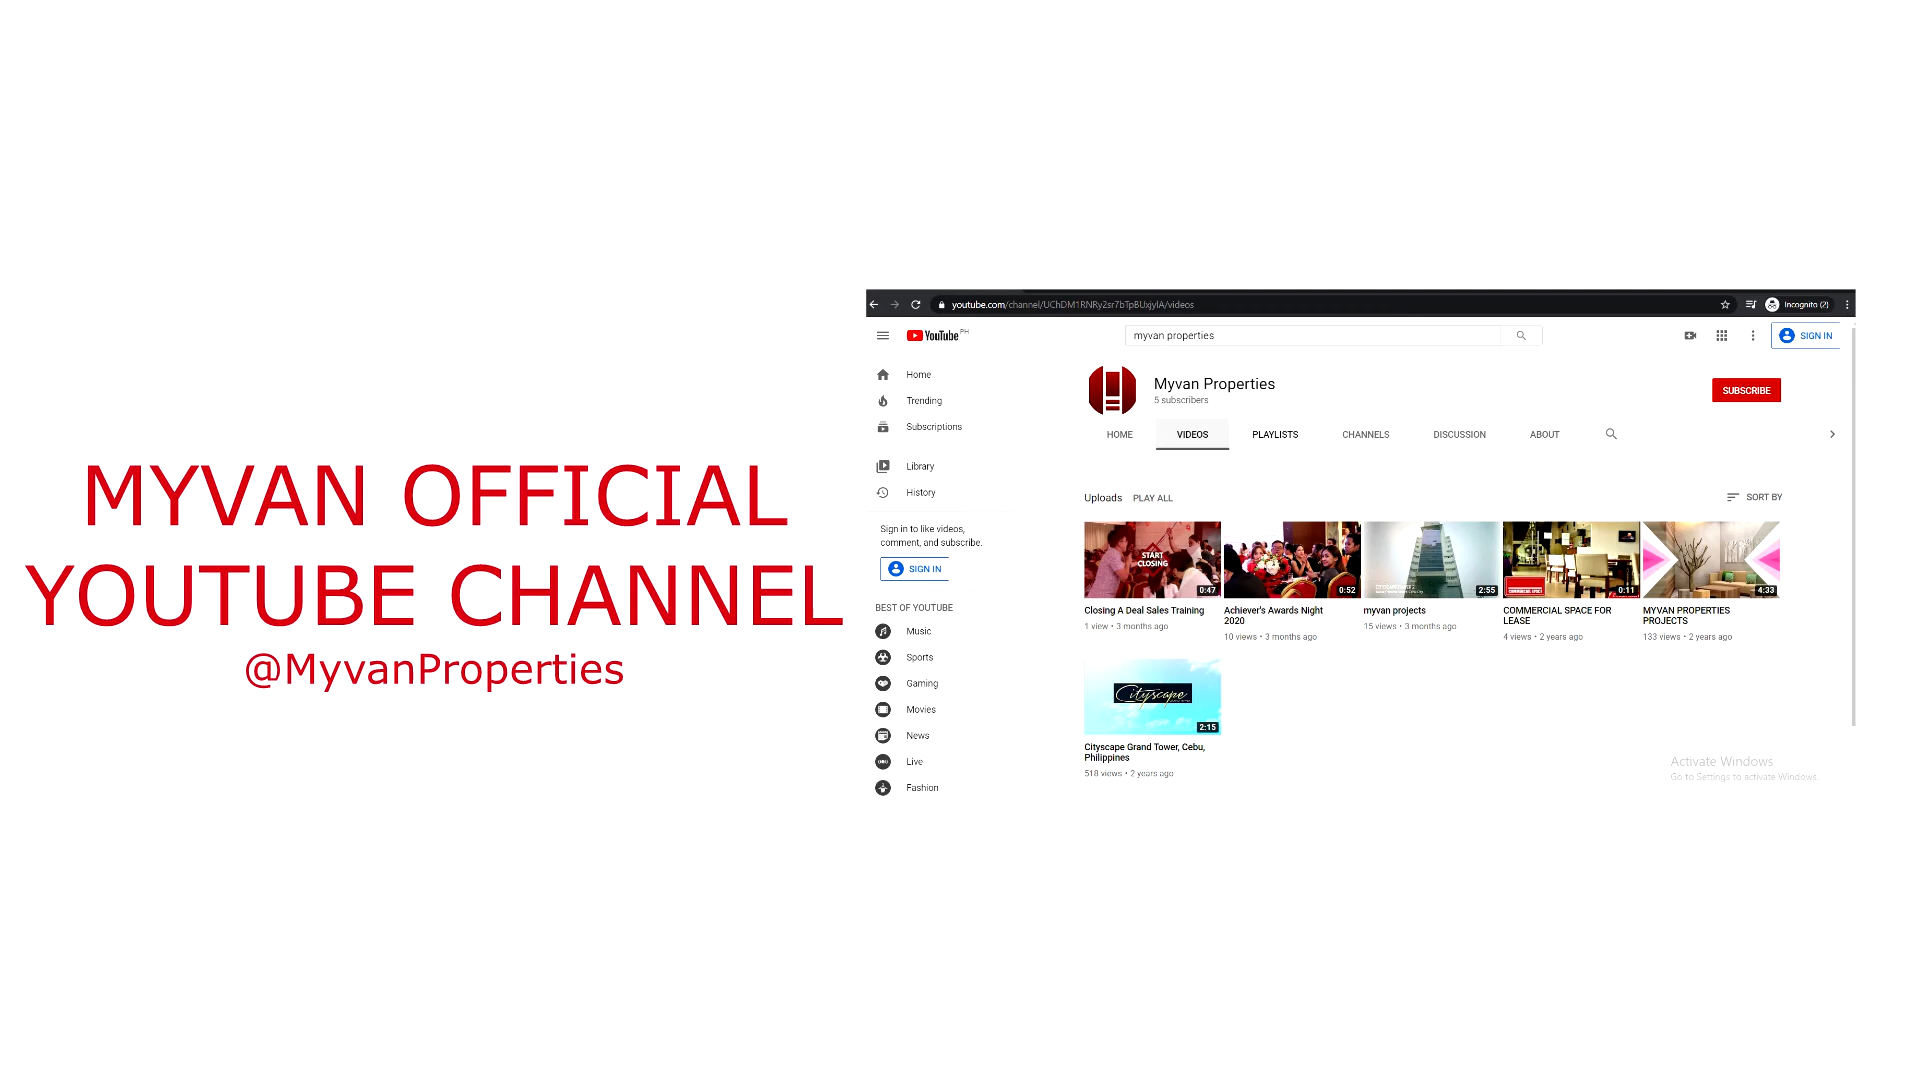 MYVAN OFFICIAL
YOUTUBE CHANNEL
@MyvanProperties
youtube.com/channel/UChDM1RNRy2sr7bTpBUxjylA/videos
Incognito (2)
YouTube PH
myvan properties
SIGN IN
Home
Trending
Subscriptions
Library
History
Sign in to like videos,
comment, and subscribe.
SIGN IN
BEST OF YOUTUBE
Music
Sports
Gaming
Movies
News
Live
Fashion
Myvan Properties
5 subscribers
SUBSCRIBE
HOME
VIDEOS
PLAYLISTS
CHANNELS
DISCUSSION
ABOUT
Uploads
PLAY ALL
SORT BY
START
CLOSING
0:47
Closing A Deal Sales Training
1 view • 3 months ago
0:52
Achiever's Awards Night
2020
10 views • 3 months ago
2:55
myvan projects
15 views • 3 months ago
COMMERCIAL SPACE
0:11
COMMERCIAL SPACE FOR
LEASE
4 views • 2 years ago
4:33
MYVAN PROPERTIES
PROJECTS
133 views • 2 years ago
Cityscape
2:15
Cityscape Grand Tower, Cebu,
Philippines
518 views • 2 years ago
Activate Windows
Go to Settings to activate Windows.